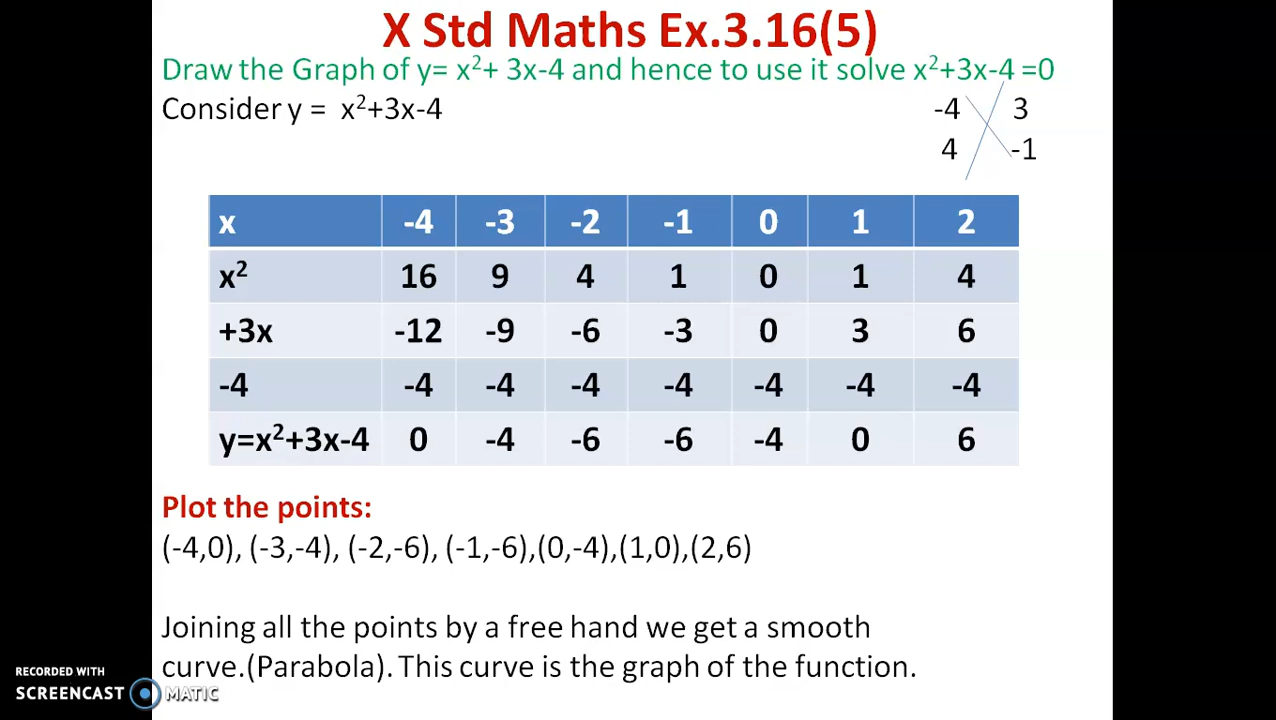 X Std Maths Ex.3.16(5)
Draw the Graph of y= x²+ 3x-4 and hence to use it solve x²+3x-4 =0
Consider y = x²+3x-4
-4 3
4 -1
x -4 -3 -2 -1 0 1 2
x² 16 9 4 1 0 1 4
+3x -12 -9 -6 -3 0 3 6
-4 -4 -4 -4 -4 -4 -4 -4
y=x²+3x-4 0 -4 -6 -6 -4 0 6
Plot the points:
(-4,0), (-3,-4), (-2,-6), (-1,-6),(0,-4),(1,0),(2,6)
Joining all the points by a free hand we get a smooth
curve.(Parabola). This curve is the graph of the function.
RECORDED WITH
SCREENCAST MATIC